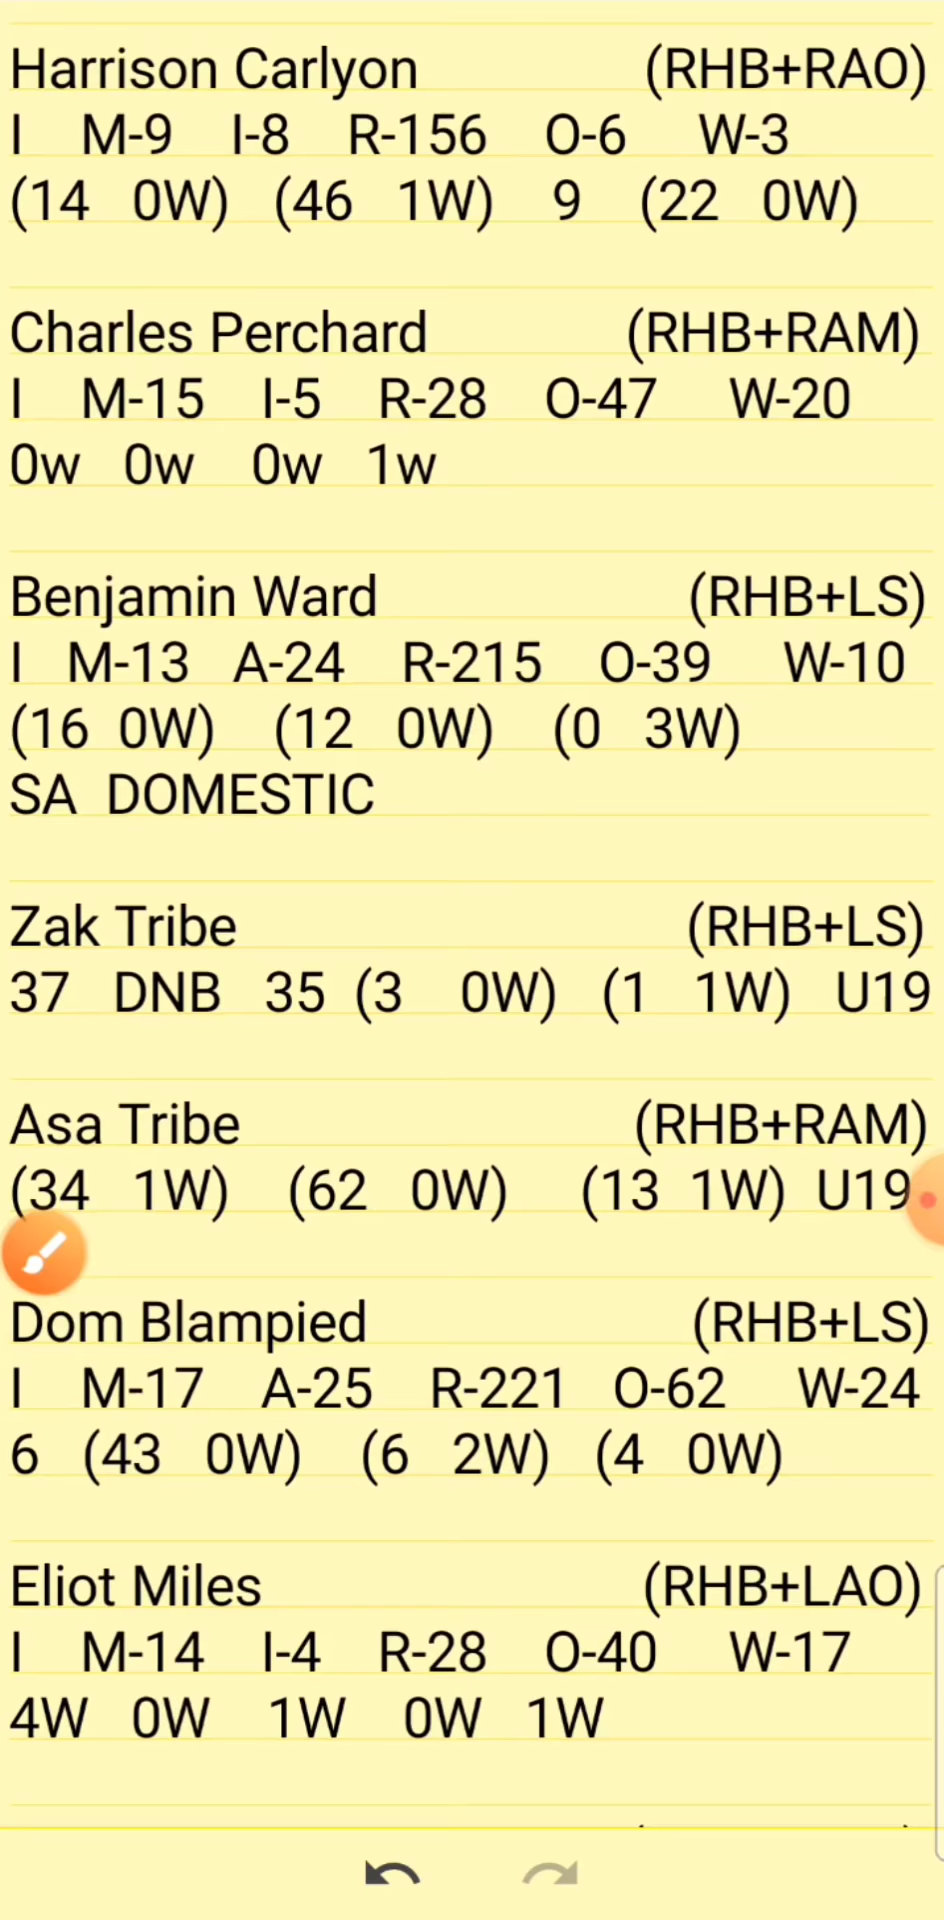 Harrison Carlyon (RHB+RAO)
I M-9 I-8 R-156 O-6 W-3
(14 0W) (46 1W) 9 (22 0W)
Charles Perchard (RHB+RAM)
I M-15 I-5 R-28 O-47 W-20
0w 0w 0w 1w
Benjamin Ward (RHB+LS)
I M-13 A-24 R-215 O-39 W-10
(16 0W) (12 0W) (0 3W)
SA DOMESTIC
Zak Tribe (RHB+LS)
37 DNB 35 (3 0W) (1 1W) U19
Asa Tribe (RHB+RAM)
(34 1W) (62 0W) (13 1W) U19
Dom Blampied (RHB+LS)
I M-17 A-25 R-221 O-62 W-24
6 (43 0W) (6 2W) (4 0W)
Eliot Miles (RHB+LAO)
I M-14 I-4 R-28 O-40 W-17
4W 0W 1W 0W 1W